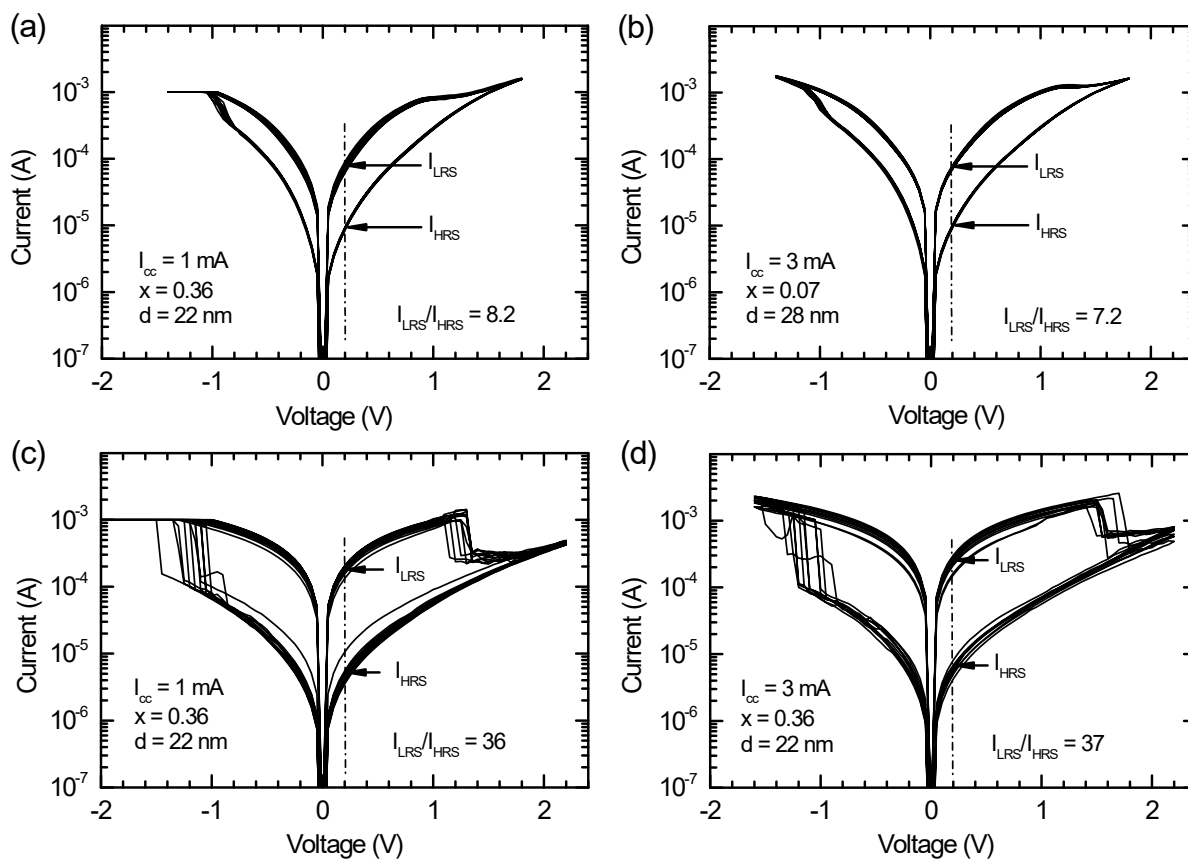 (a)
Current (A)
10⁻³
10⁻⁴
10⁻⁵
10⁻⁶
10⁻⁷
I_LRS
I_HRS
I_cc = 1 mA
x = 0.36
d = 22 nm
I_LRS/I_HRS = 8.2
-2 -1 0 1 2
Voltage (V)
(b)
Current (A)
10⁻³
10⁻⁴
10⁻⁵
10⁻⁶
10⁻⁷
I_LRS
I_HRS
I_cc = 3 mA
x = 0.07
d = 28 nm
I_LRS/I_HRS = 7.2
-2 -1 0 1 2
Voltage (V)
(c)
Current (A)
10⁻³
10⁻⁴
10⁻⁵
10⁻⁶
10⁻⁷
I_LRS
I_HRS
I_cc = 1 mA
x = 0.36
d = 22 nm
I_LRS/I_HRS = 36
-2 -1 0 1 2
Voltage (V)
(d)
Current (A)
10⁻³
10⁻⁴
10⁻⁵
10⁻⁶
10⁻⁷
I_LRS
I_HRS
I_cc = 3 mA
x = 0.36
d = 22 nm
I_LRS/I_HRS = 37
-2 -1 0 1 2
Voltage (V)